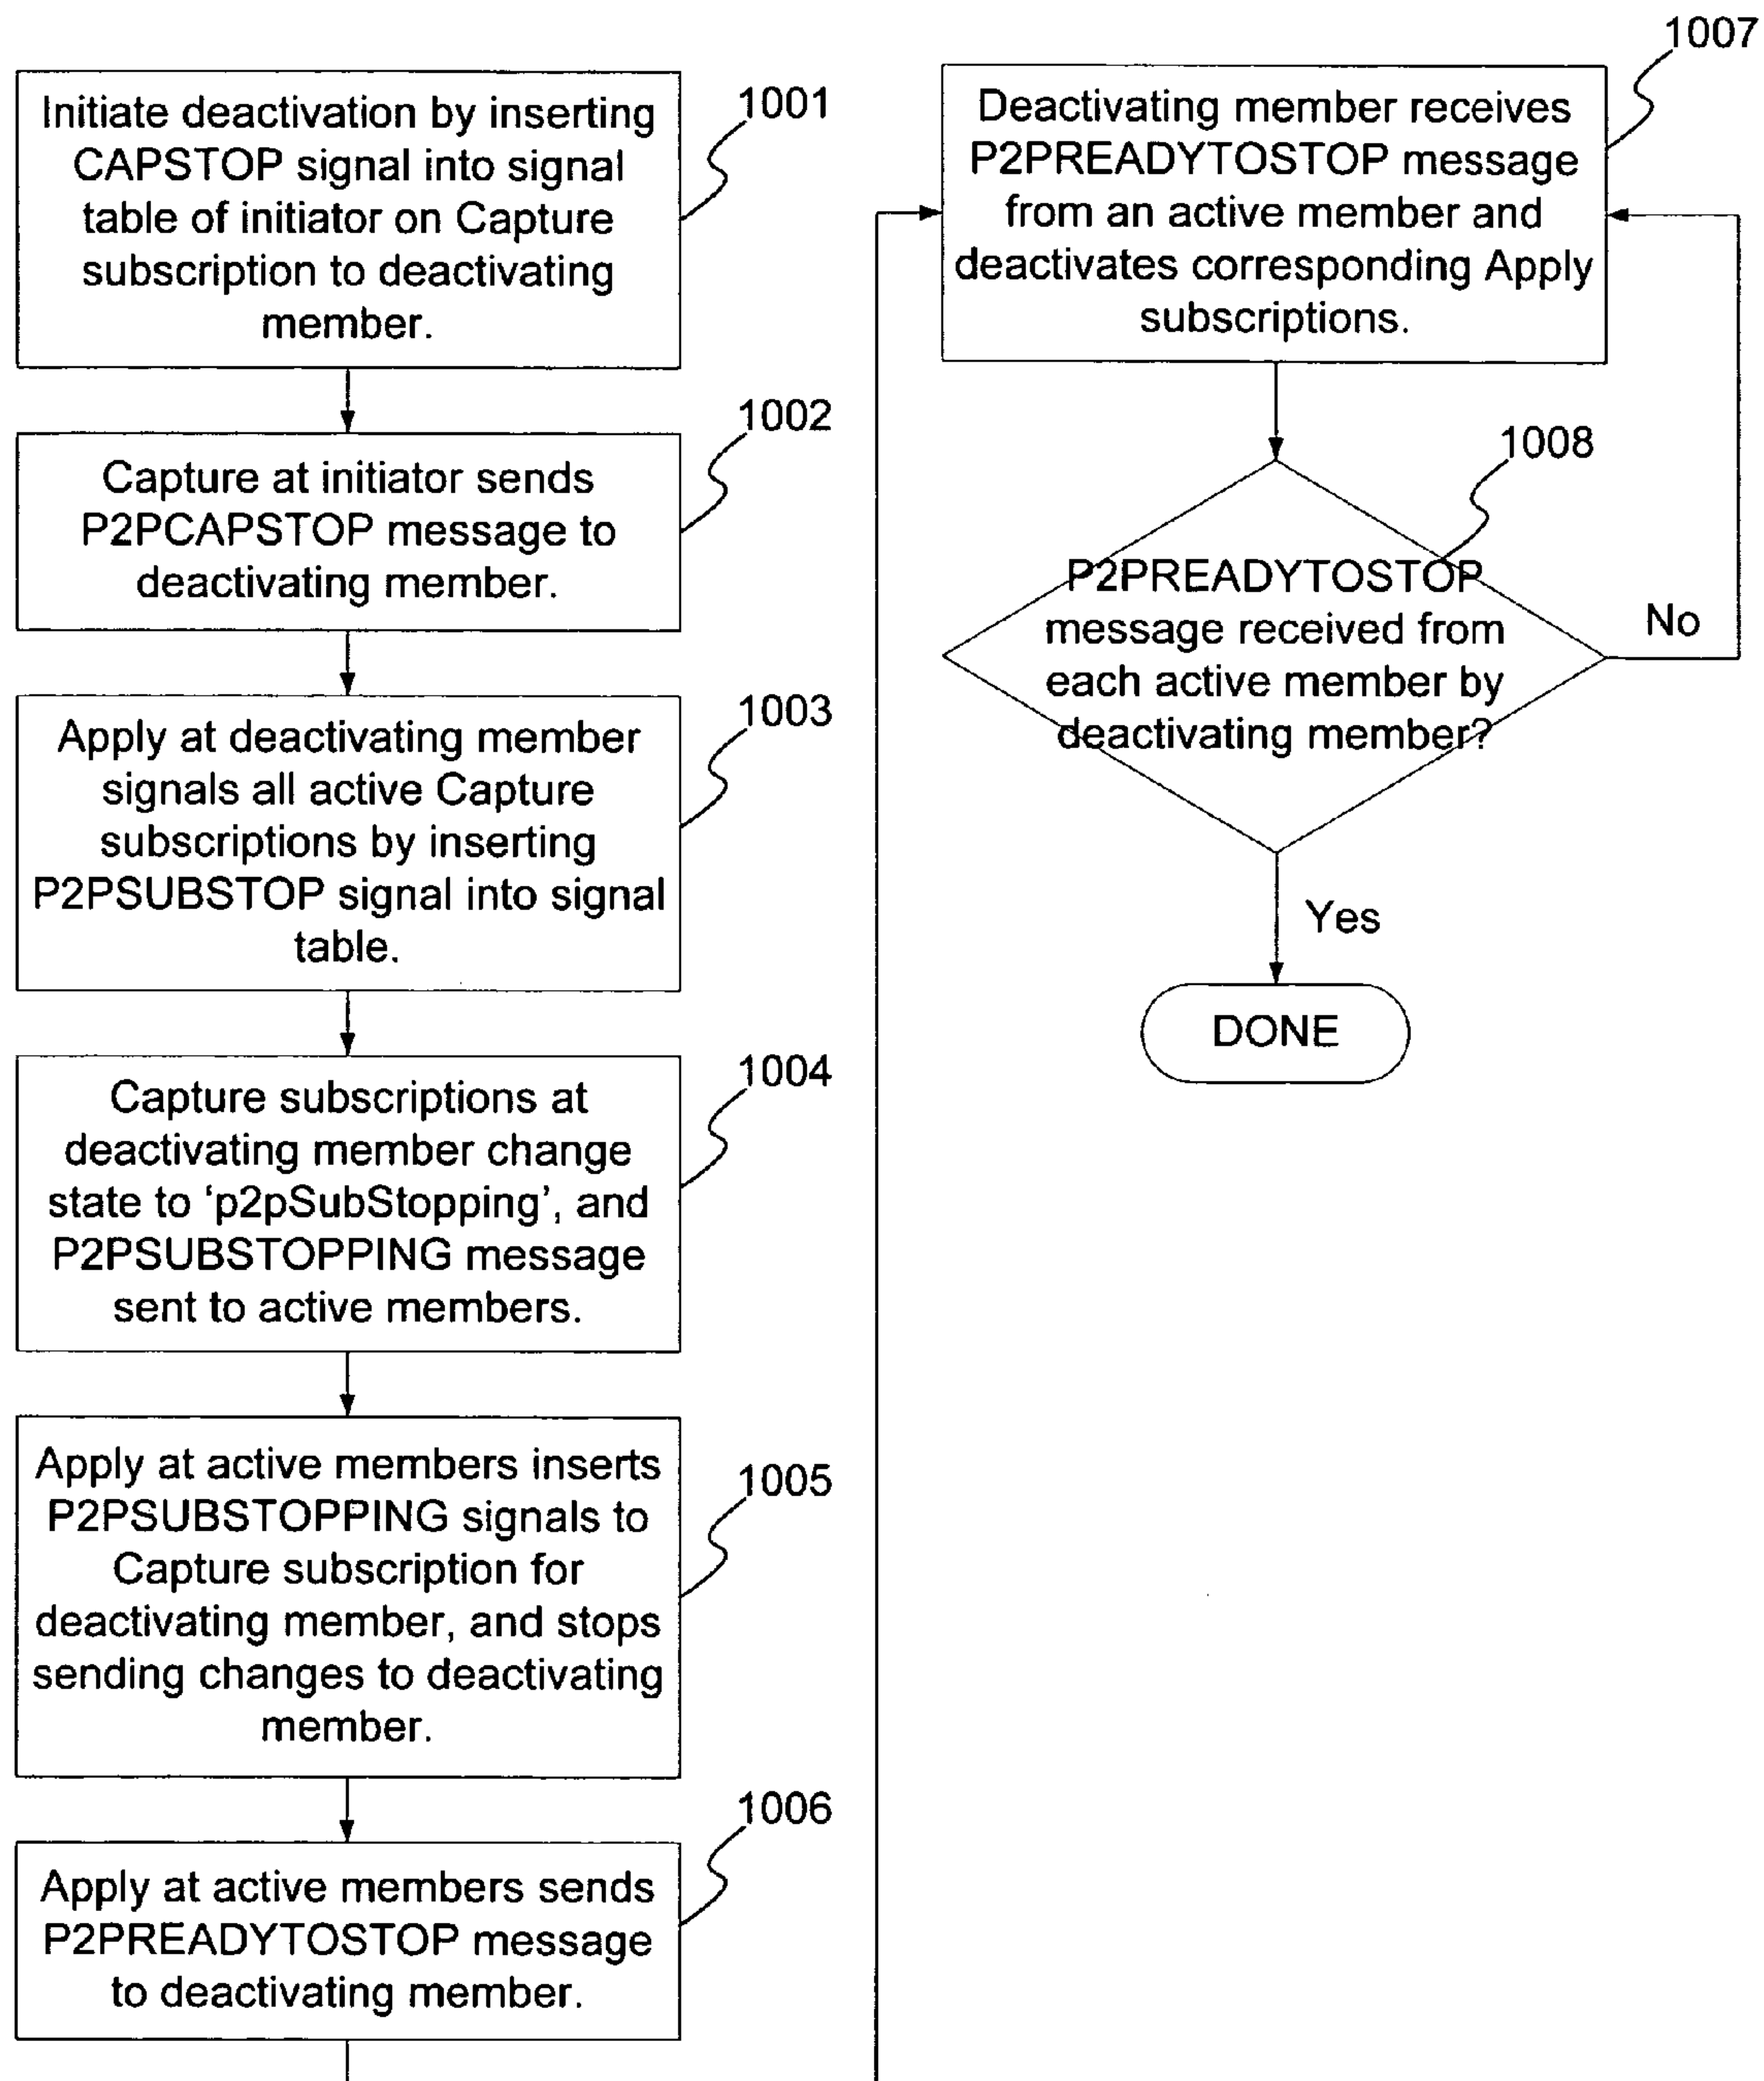 Initiate deactivation by inserting
CAPSTOP signal into signal
table of initiator on Capture
subscription to deactivating
member.
1001
Capture at initiator sends
P2PCAPSTOP message to
deactivating member.
1002
Apply at deactivating member
signals all active Capture
subscriptions by inserting
P2PSUBSTOP signal into signal
table.
1003
Capture subscriptions at
deactivating member change
state to ‘p2pSubStopping’, and
P2PSUBSTOPPING message
sent to active members.
1004
Apply at active members inserts
P2PSUBSTOPPING signals to
Capture subscription for
deactivating member, and stops
sending changes to deactivating
member.
1005
Apply at active members sends
P2PREADYTOSTOP message
to deactivating member.
1006
1007
Deactivating member receives
P2PREADYTOSTOP message
from an active member and
deactivates corresponding Apply
subscriptions.
1008
P2PREADYTOSTOP
message received from
each active member by
deactivating member?
No
Yes
DONE